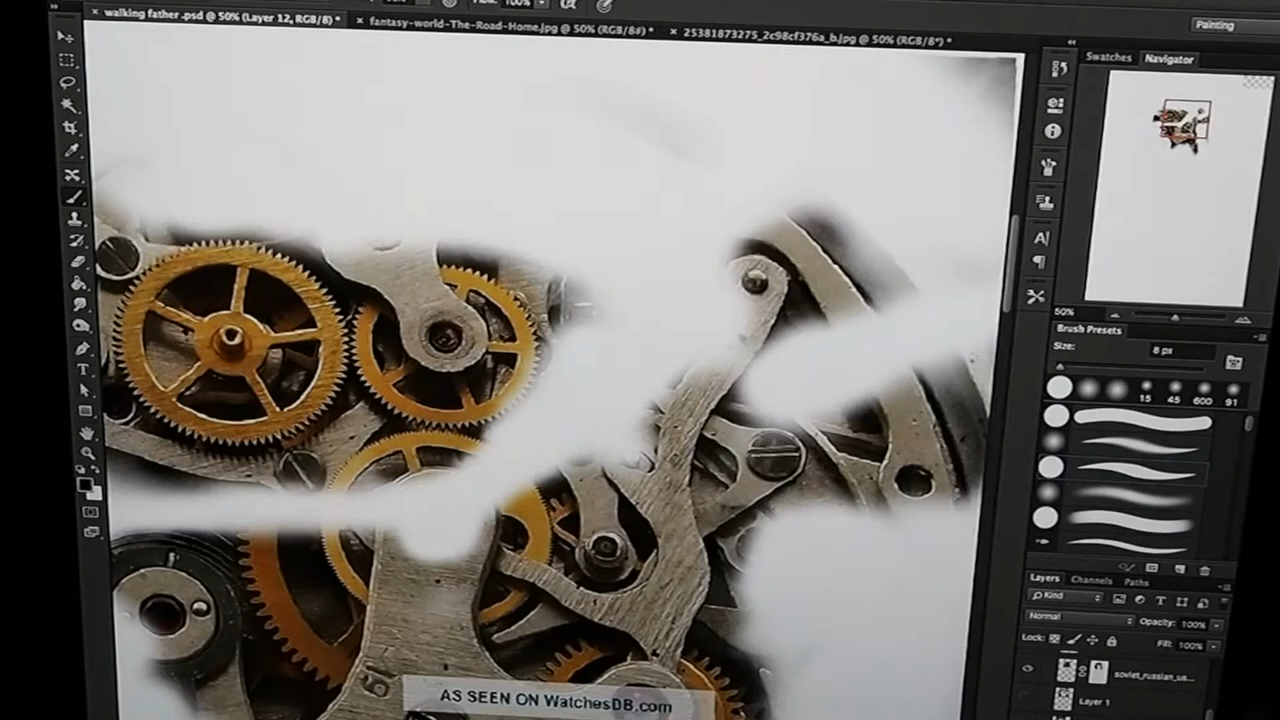 Painting
walking father .psd @ 50% (Layer 12, RGB/8) *
fantasy-world-The-Road-Home.jpg @ 50% (RGB/8#) *
25381873275_2c98cf376a_b.jpg @ 50% (RGB/8*) *
Swatches
Navigator
50%
Brush Presets
Size:
8 px
15
45
600
91
Layers
Channels
Paths
Kind
Normal
Opacity: 100%
Lock:
Fill: 100%
soviet_russian_us...
Layer 1
AS SEEN ON WatchesDB.com